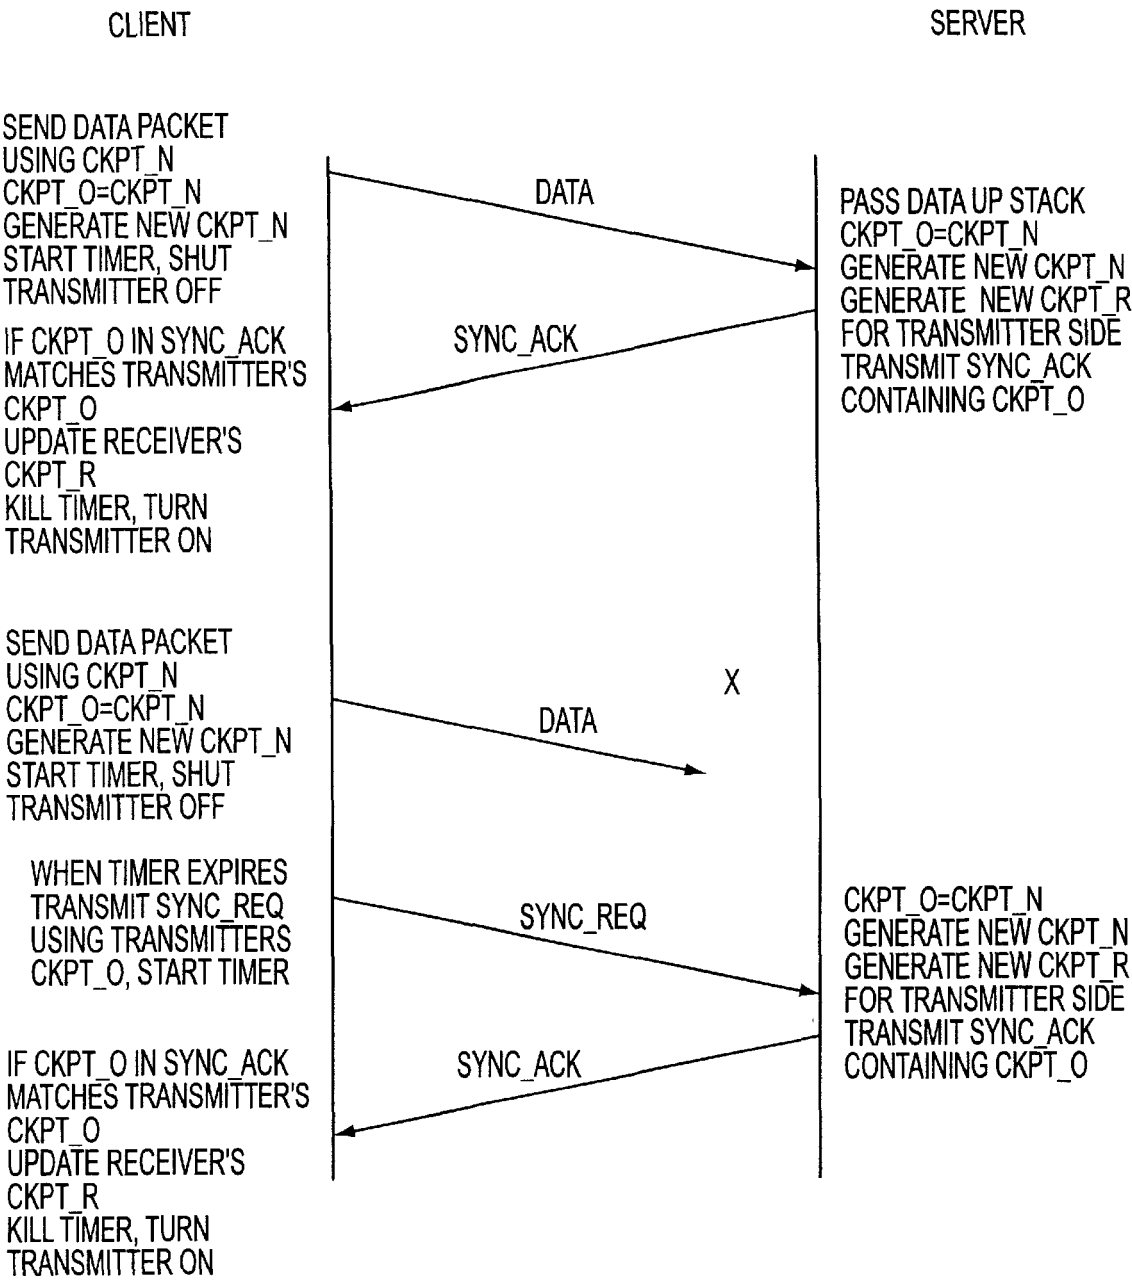 CLIENT
SERVER
SEND DATA PACKET
USING CKPT_N
CKPT_O=CKPT_N
GENERATE NEW CKPT_N
START TIMER, SHUT
TRANSMITTER OFF
DATA
PASS DATA UP STACK
CKPT_O=CKPT_N
GENERATE NEW CKPT_N
GENERATE NEW CKPT_R
FOR TRANSMITTER SIDE
TRANSMIT SYNC_ACK
CONTAINING CKPT_O
SYNC_ACK
IF CKPT_O IN SYNC_ACK
MATCHES TRANSMITTER'S
CKPT_O
UPDATE RECEIVER'S
CKPT_R
KILL TIMER, TURN
TRANSMITTER ON
SEND DATA PACKET
USING CKPT_N
CKPT_O=CKPT_N
GENERATE NEW CKPT_N
START TIMER, SHUT
TRANSMITTER OFF
DATA
X
WHEN TIMER EXPIRES
TRANSMIT SYNC_REQ
USING TRANSMITTERS
CKPT_O, START TIMER
SYNC_REQ
CKPT_O=CKPT_N
GENERATE NEW CKPT_N
GENERATE NEW CKPT_R
FOR TRANSMITTER SIDE
TRANSMIT SYNC_ACK
CONTAINING CKPT_O
SYNC_ACK
IF CKPT_O IN SYNC_ACK
MATCHES TRANSMITTER'S
CKPT_O
UPDATE RECEIVER'S
CKPT_R
KILL TIMER, TURN
TRANSMITTER ON